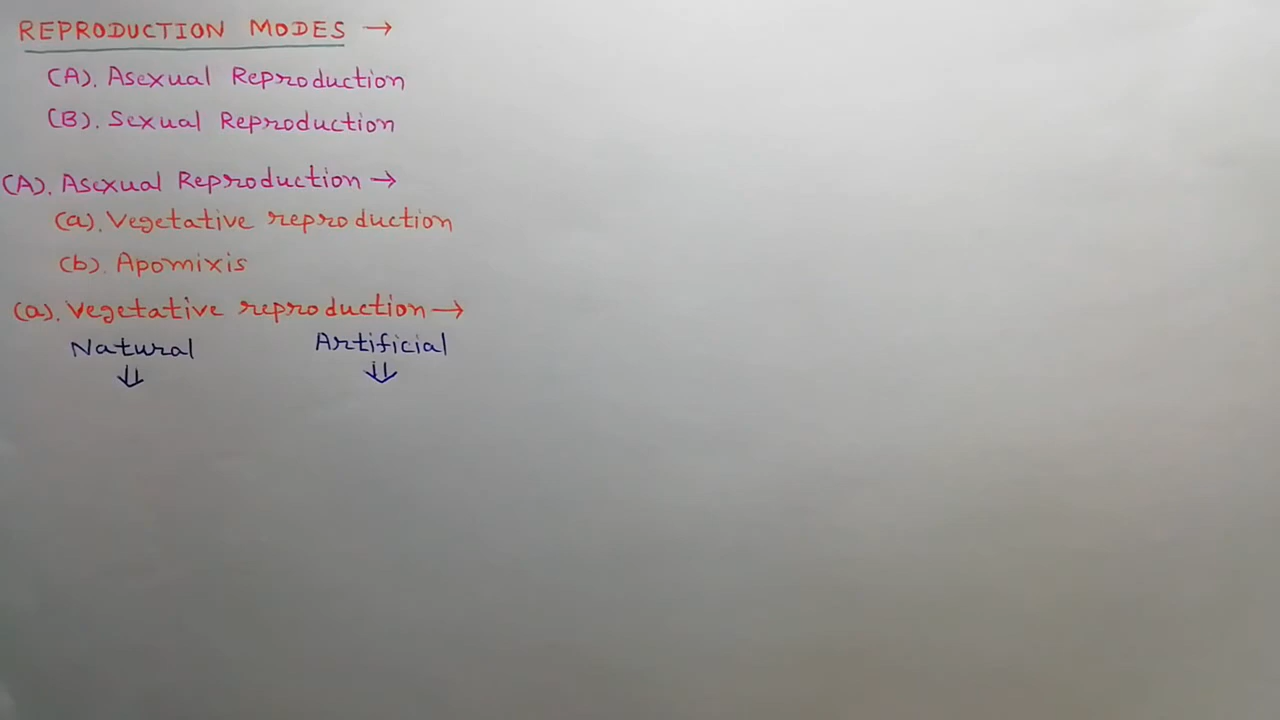 REPRODUCTION MODES →
(A). Asexual Reproduction
(B). Sexual Reproduction
(A). Asexual Reproduction →
(a). Vegetative reproduction
(b). Apomixis
(a). Vegetative reproduction →
Natural Artificial
⇓ ⇓